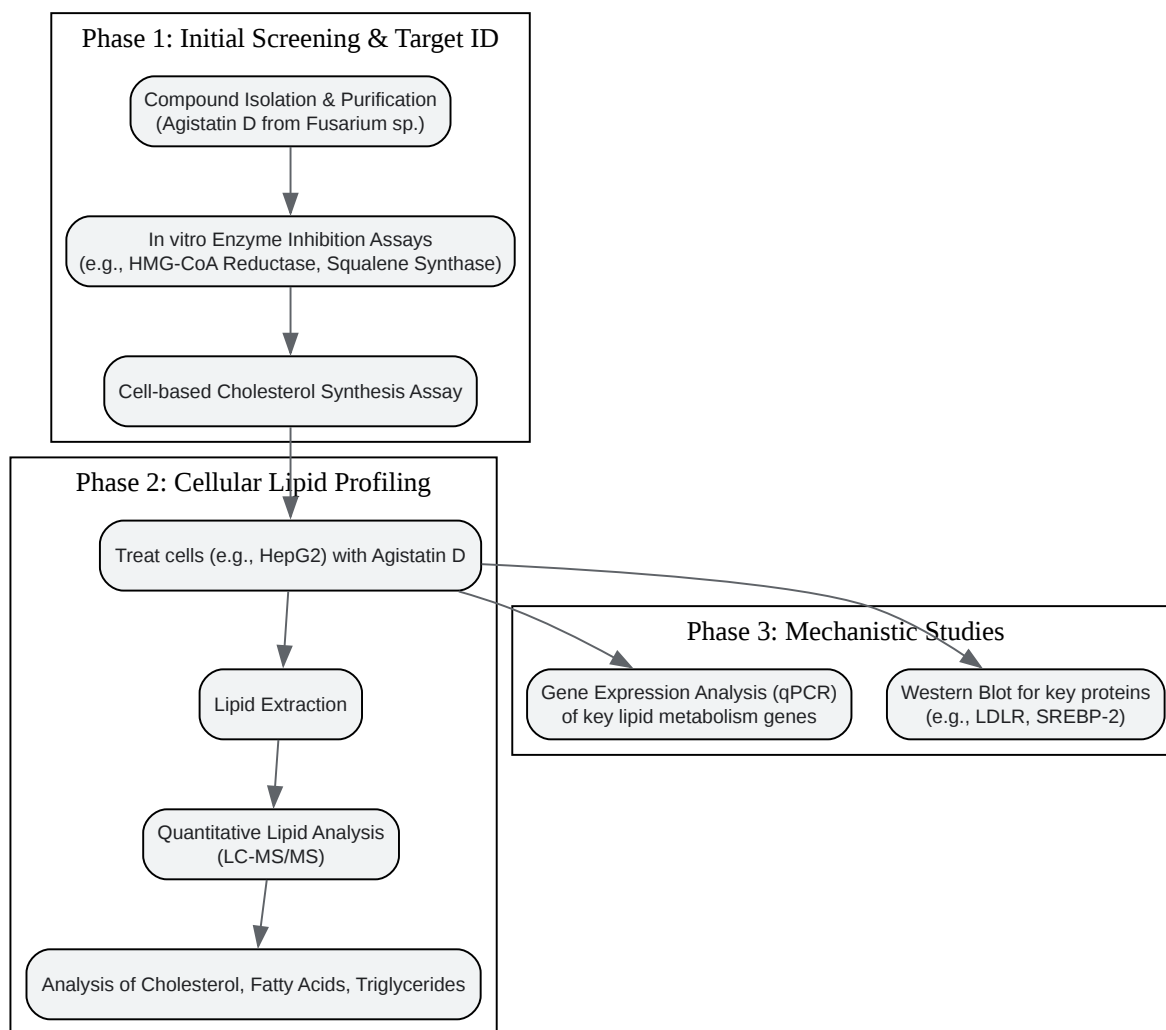 Phase 1: Initial Screening & Target ID
Compound Isolation & Purification
(Agistatin D from Fusarium sp.)
In vitro Enzyme Inhibition Assays
(e.g., HMG-CoA Reductase, Squalene Synthase)
Cell-based Cholesterol Synthesis Assay
Phase 2: Cellular Lipid Profiling
Treat cells (e.g., HepG2) with Agistatin D
Lipid Extraction
Quantitative Lipid Analysis
(LC-MS/MS)
Analysis of Cholesterol, Fatty Acids, Triglycerides
Phase 3: Mechanistic Studies
Gene Expression Analysis (qPCR)
of key lipid metabolism genes
Western Blot for key proteins
(e.g., LDLR, SREBP-2)